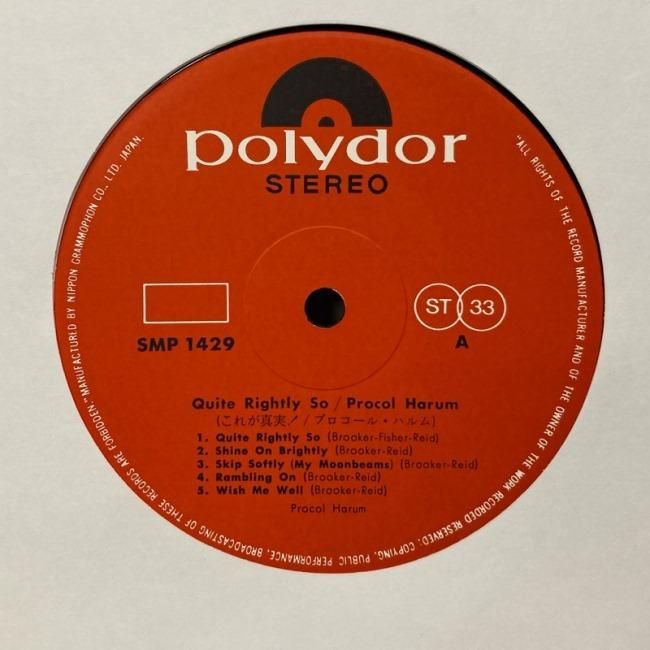 polydor
STEREO
SMP 1429
ST 33
A
Quite Rightly So / Procol Harum
(これが真実！/プロコール・ハルム)
1. Quite Rightly So (Brooker-Fisher-Reid)
2. Shine On Brightly (Brooker-Reid)
3. Skip Softly (My Moonbeams) (Brooker-Reid)
4. Rambling On (Brooker-Reid)
5. Wish Me Well (Brooker-Reid)
Procol Harum
"ALL RIGHTS OF THE RECORD MANUFACTURER AND OF THE OWNER OF THE WORK RECORDED RESERVED. COPYING, PUBLIC PERFORMANCE, BROADCASTING OF THESE RECORDS ARE FORBIDDEN." MANUFACTURED BY NIPPON GRAMMOPHON CO., LTD. JAPAN.